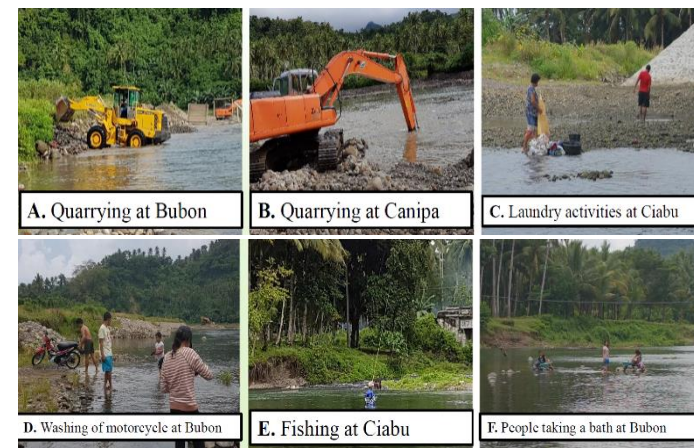 A. Quarrying at Bubon
B. Quarrying at Canipa
C. Laundry activities at Ciabu
D. Washing of motorcycle at Bubon
E. Fishing at Ciabu
F. People taking a bath at Bubon